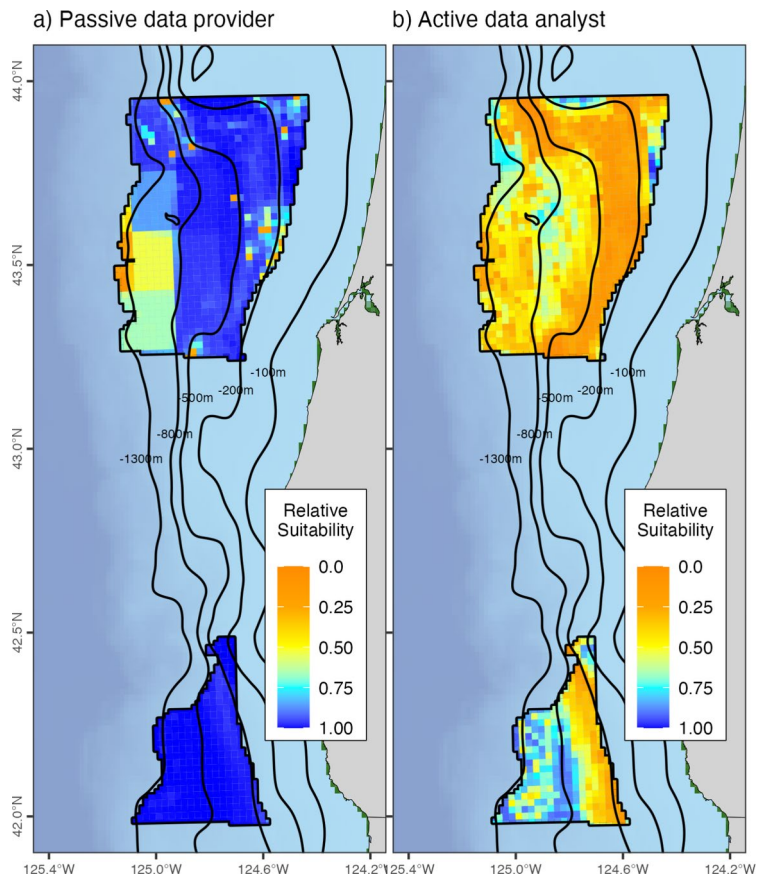 a) Passive data provider
b) Active data analyst
44.0°N
43.5°N
43.0°N
42.5°N
42.0°N
-100m
-200m
-500m
-800m
-1300m
-100m
-200m
-500m
-800m
-1300m
Relative
Suitability
0.0
0.25
0.50
0.75
1.00
Relative
Suitability
0.0
0.25
0.50
0.75
1.00
125.4°W
125.0°W
124.6°W
124.2°W
125.4°W
125.0°W
124.6°W
124.2°W